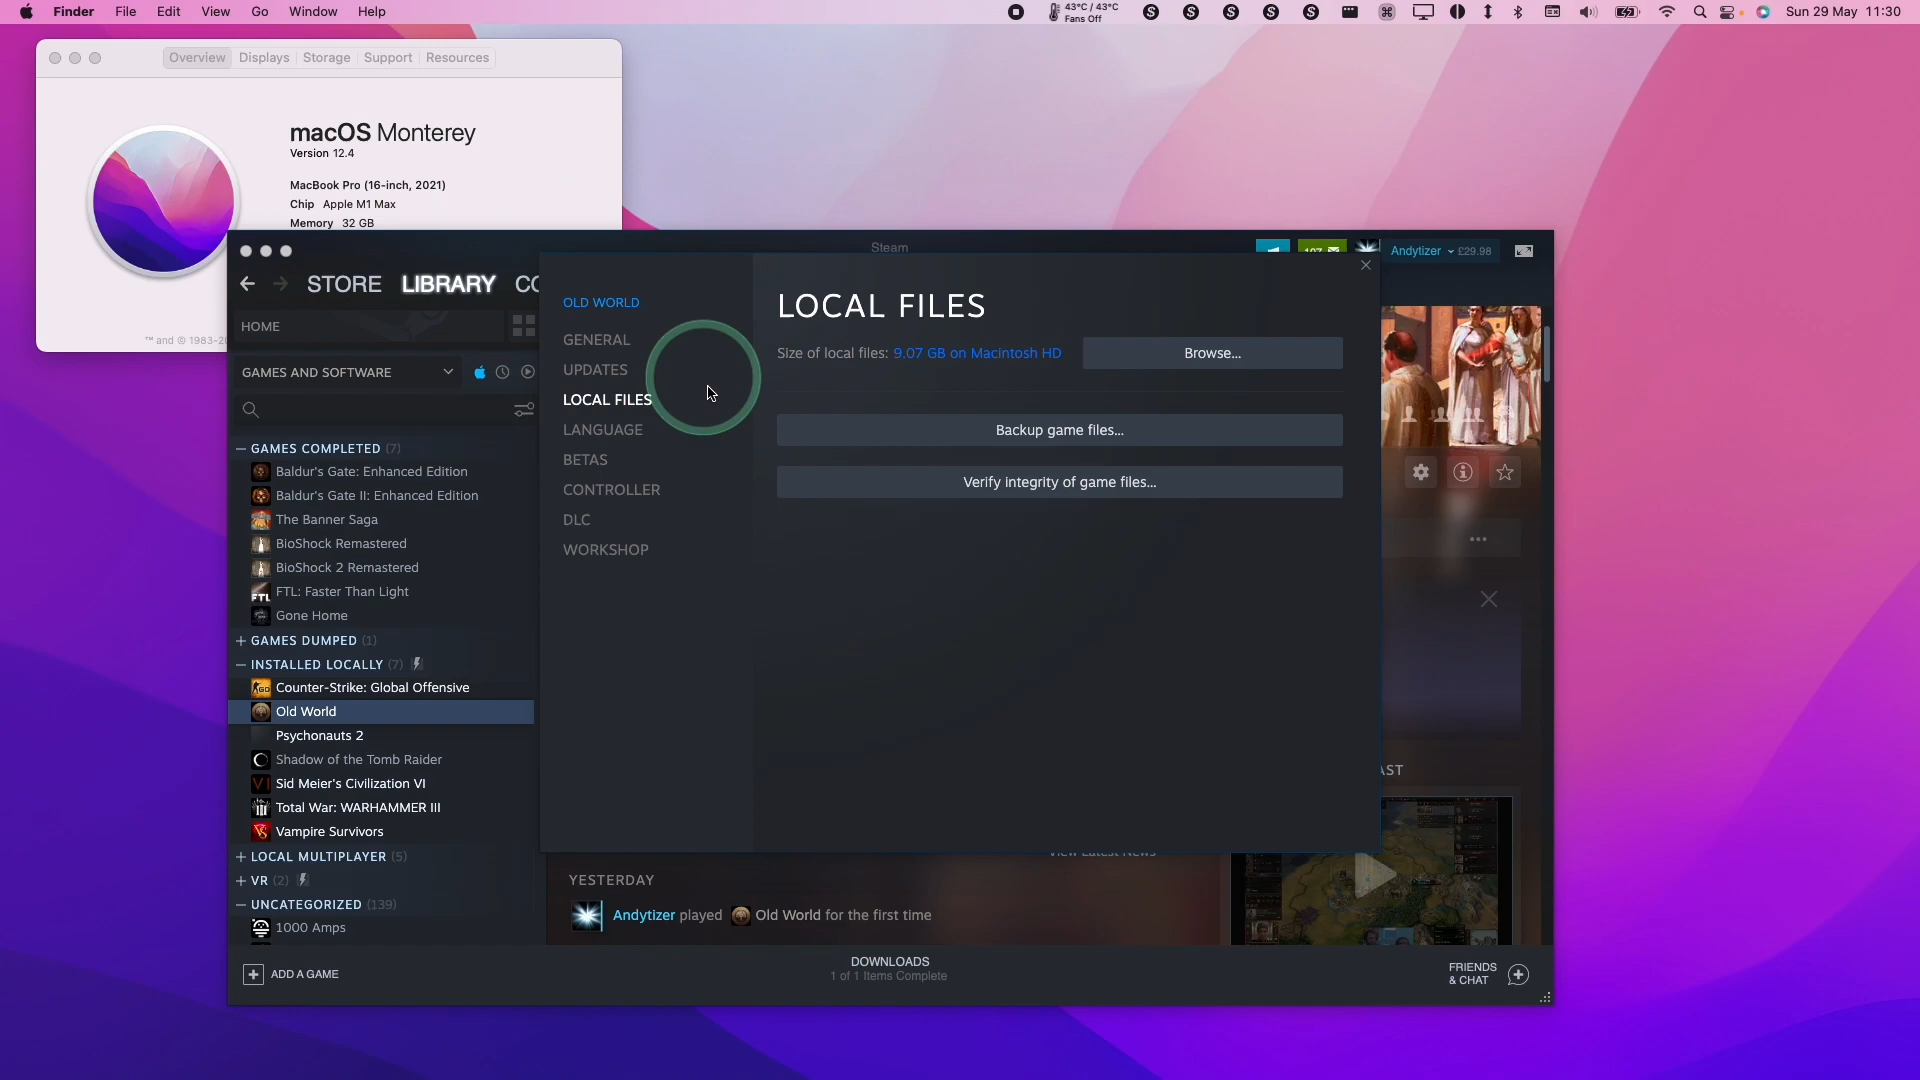 Finder File Edit View Go Window Help
43°C / 43°C
Fans Off
Sun 29 May 11:30
Overview Displays Storage Support Resources
macOS Monterey
Version 12.4
MacBook Pro (16-inch, 2021)
Chip Apple M1 Max
Memory 32 GB
™ and © 1983-
Steam
Andytizer £29.98
STORE LIBRARY
HOME
GAMES AND SOFTWARE
GAMES COMPLETED (7)
Baldur's Gate: Enhanced Edition
Baldur's Gate II: Enhanced Edition
The Banner Saga
BioShock Remastered
BioShock 2 Remastered
FTL: Faster Than Light
Gone Home
GAMES DUMPED (1)
INSTALLED LOCALLY (7)
Counter-Strike: Global Offensive
Old World
Psychonauts 2
Shadow of the Tomb Raider
Sid Meier's Civilization VI
Total War: WARHAMMER III
Vampire Survivors
LOCAL MULTIPLAYER (5)
VR (2)
UNCATEGORIZED (139)
1000 Amps
OLD WORLD
GENERAL
UPDATES
LOCAL FILES
LANGUAGE
BETAS
CONTROLLER
DLC
WORKSHOP
LOCAL FILES
Size of local files: 9.07 GB on Macintosh HD
Browse...
Backup game files...
Verify integrity of game files...
View Latest News
YESTERDAY
Andytizer played Old World for the first time
ADD A GAME
DOWNLOADS
1 of 1 Items Complete
FRIENDS
& CHAT